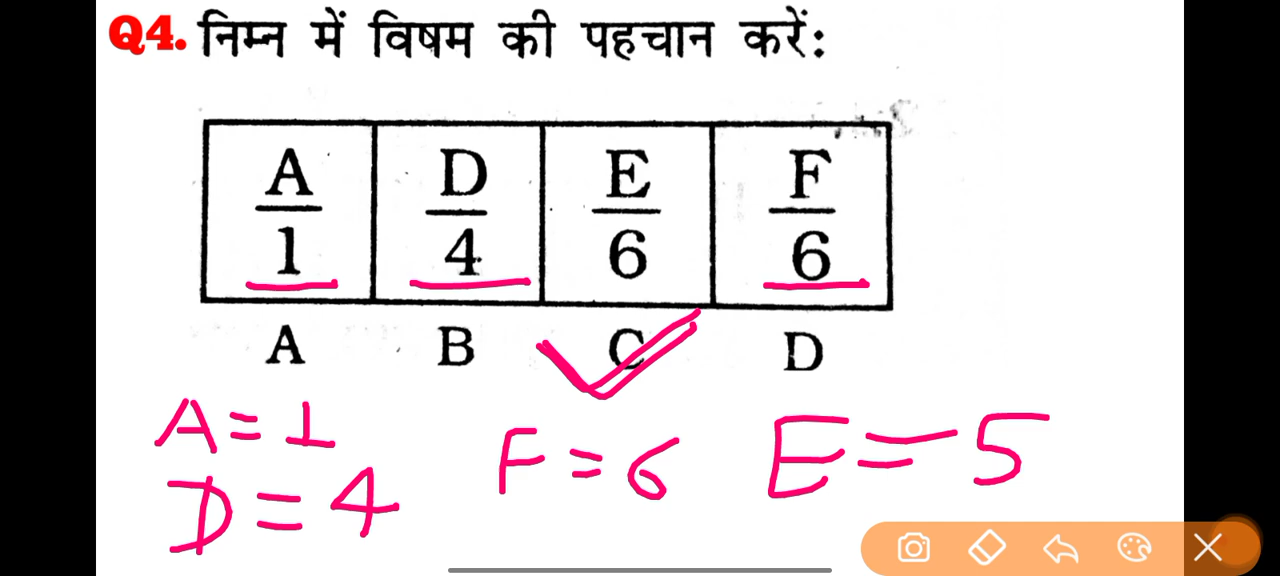 Q4. निम्न में विषम की पहचान करें:
A D E F
1 4 6 6
A B C D
A = 1
F = 6 E = 5
D = 4